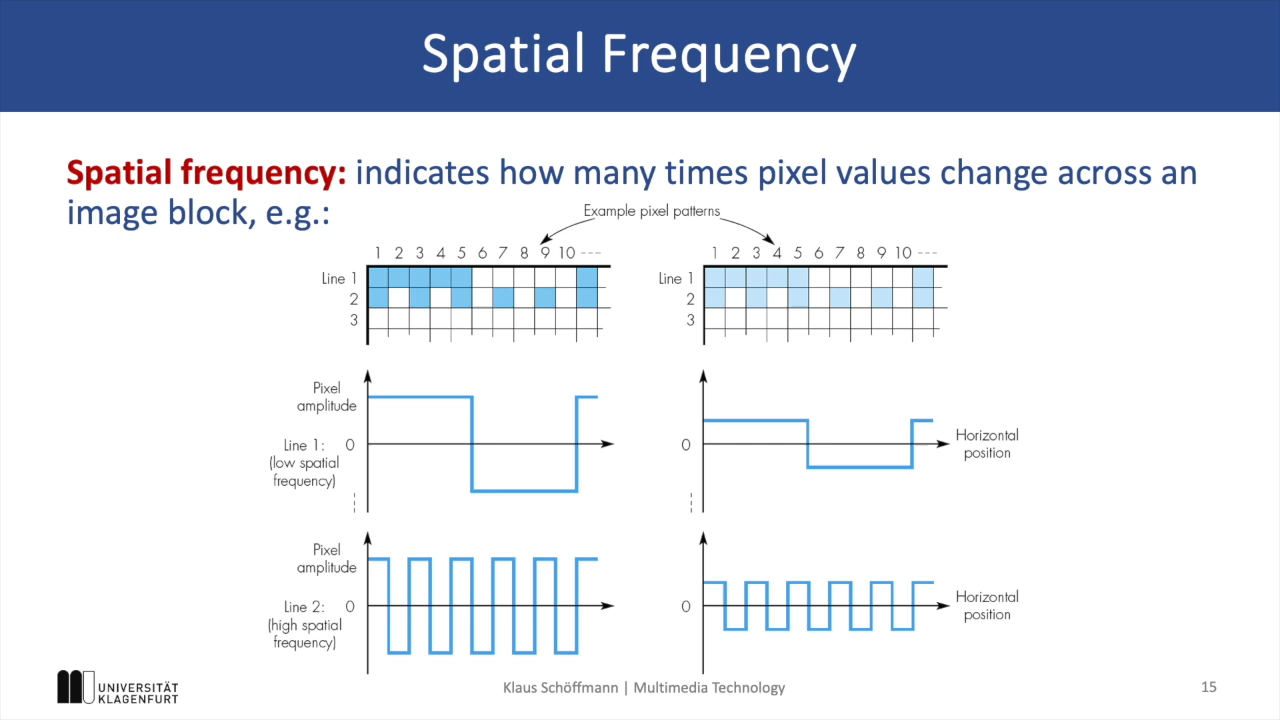 Spatial Frequency
Spatial frequency: indicates how many times pixel values change across an
image block, e.g.:
Example pixel patterns
1 2 3 4 5 6 7 8 9 10 ---
Line 1
2
3
1 2 3 4 5 6 7 8 9 10 ---
Line 1
2
3
Pixel
amplitude
Line 1: 0
(low spatial
frequency)
0
Horizontal
position
Pixel
amplitude
Line 2: 0
(high spatial
frequency)
0
Horizontal
position
UNIVERSITÄT
KLAGENFURT
Klaus Schöffmann | Multimedia Technology
15